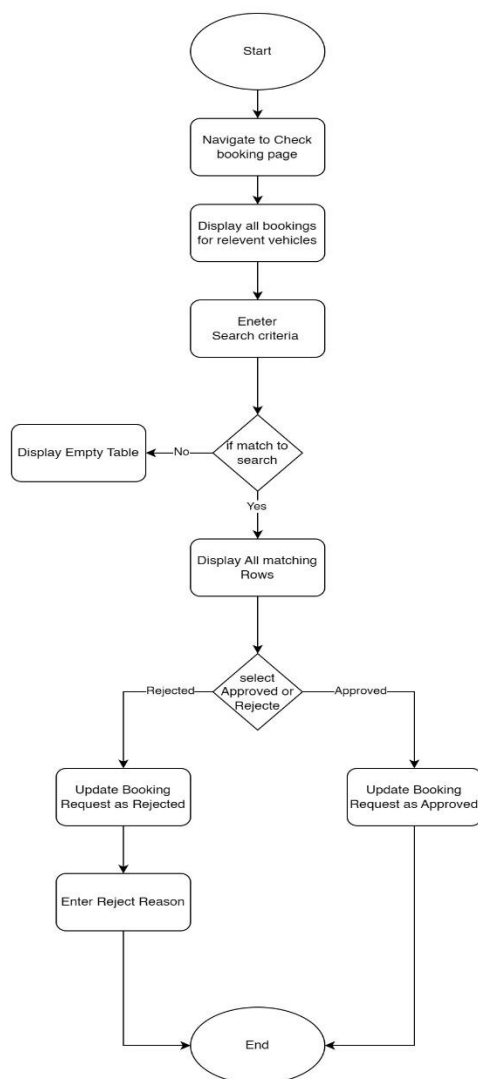 Start
Navigate to Check
booking page
Display all bookings
for relevent vehicles
Eneter
Search criteria
if match to
search
No
Display Empty Table
Yes
Display All matching
Rows
select
Approved or
Rejecte
Rejected
Approved
Update Booking
Request as Rejected
Update Booking
Request as Approved
Enter Reject Reason
End